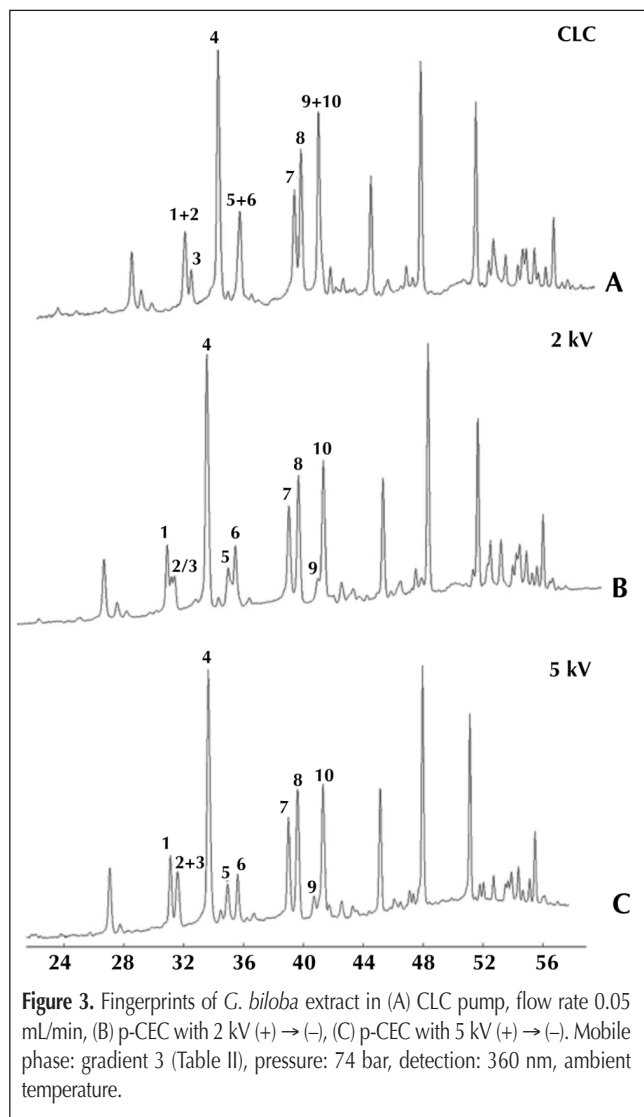 4
CLC
9+10
8
7
5+6
1+2
3
A
2 kV
4
10
8
7
1
6
2/3
5
9
B
5 kV
4
10
8
7
1
2+3
5
6
9
C
24 28 32 36 40 44 48 52 56
Figure 3. Fingerprints of G. biloba extract in (A) CLC pump, flow rate 0.05
mL/min, (B) p-CEC with 2 kV (+) → (–), (C) p-CEC with 5 kV (+) → (–). Mobile
phase: gradient 3 (Table II), pressure: 74 bar, detection: 360 nm, ambient
temperature.